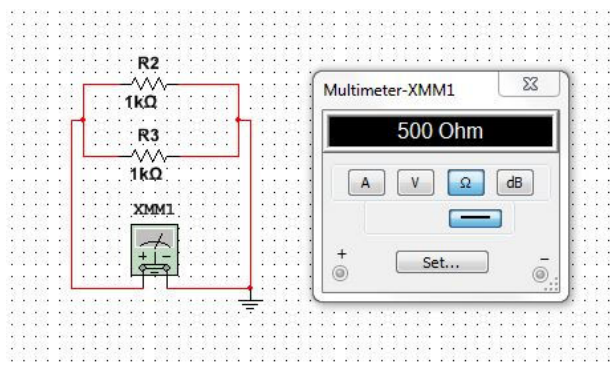 R2
1kΩ
R3
1kΩ
XMM1
Multimeter-XMM1
500 Ohm
A V Ω dB
+ Set... -